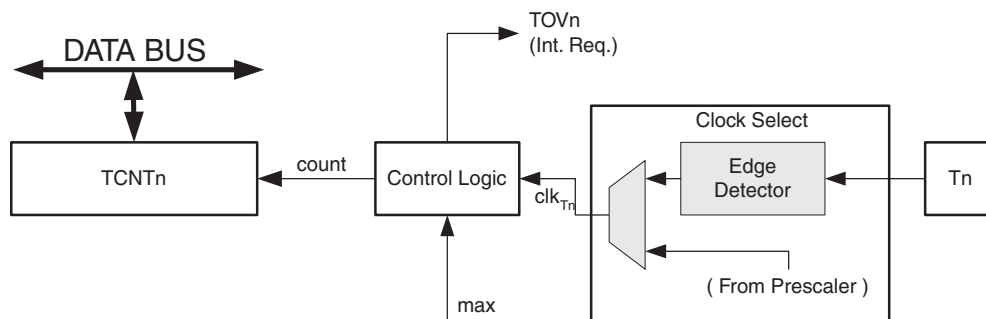 TOVn
(Int. Req.)
DATA BUS
Clock Select
TCNTn
count
Control Logic
clkTn
Edge
Detector
Tn
( From Prescaler )
max